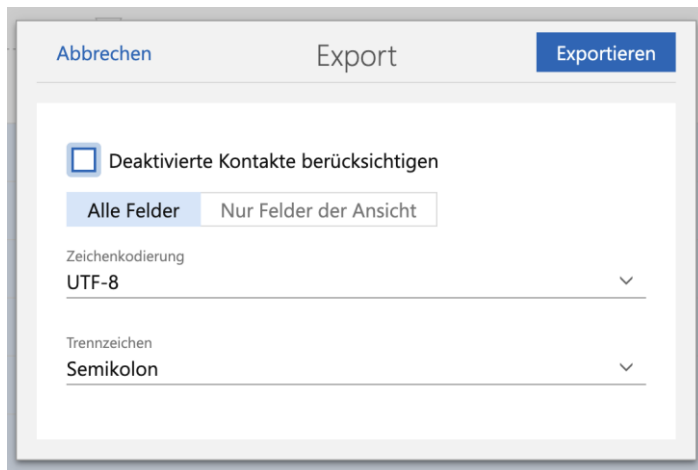 Abbrechen
Export
Exportieren
Deaktivierte Kontakte berücksichtigen
Alle Felder
Nur Felder der Ansicht
Zeichenkodierung
UTF-8
Trennzeichen
Semikolon